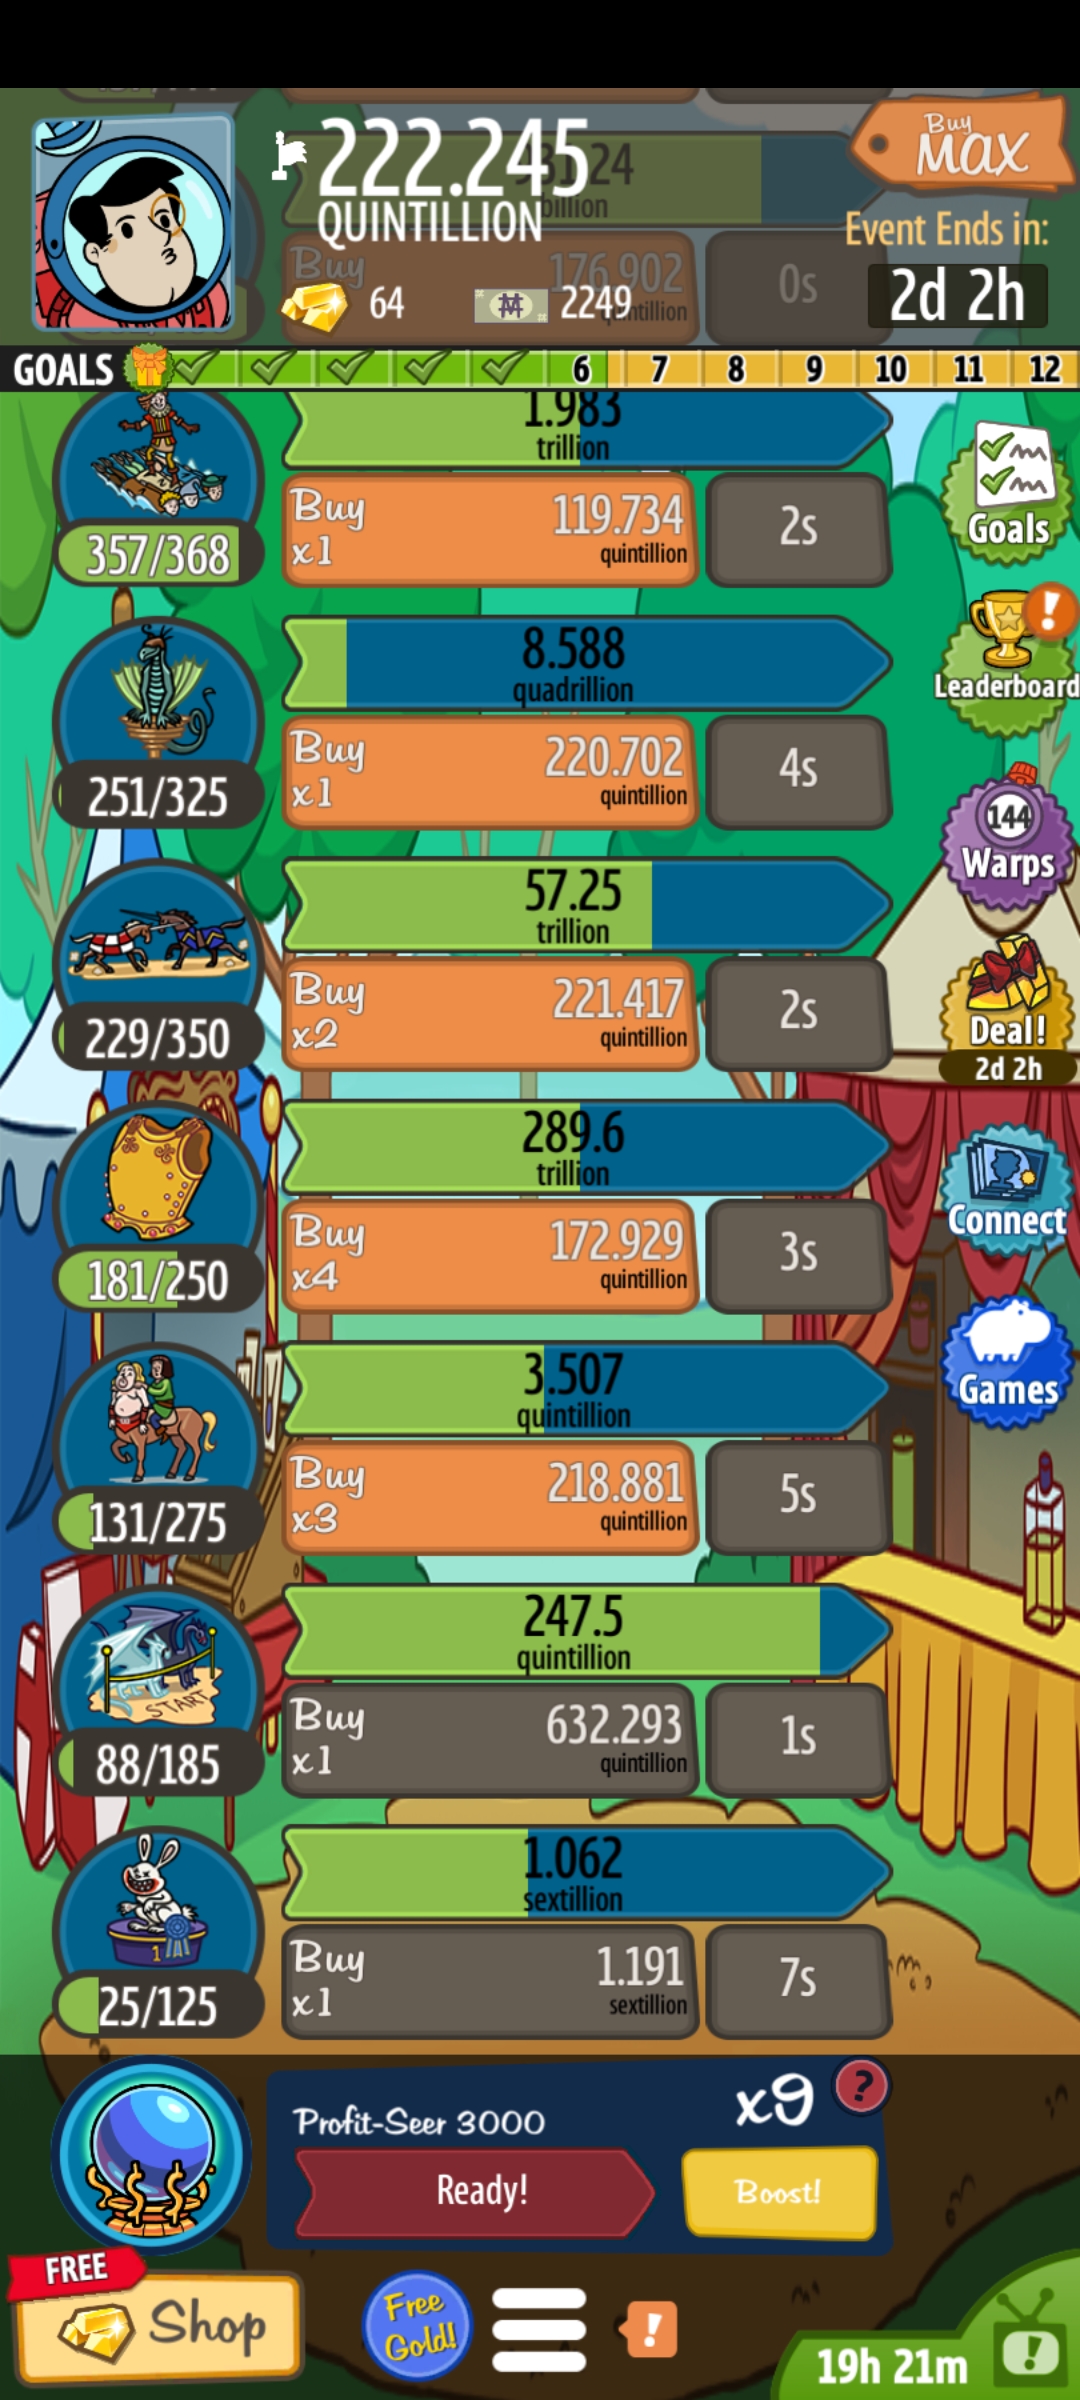 222.245
QUINTILLION
64
2249
Buy
MAX
Event Ends in:
2d 2h
billion
Buy
176.902
quintillion
0s
GOALS
6
7
8
9
10
11
12
1.983
trillion
Buy
x1
119.734
quintillion
2s
357/368
8.588
quadrillion
Buy
x1
220.702
quintillion
4s
251/325
57.25
trillion
Buy
x2
221.417
quintillion
2s
229/350
289.6
trillion
Buy
x4
172.929
quintillion
3s
181/250
3.507
quintillion
Buy
x3
218.881
quintillion
5s
131/275
247.5
quintillion
START
Buy
x1
632.293
quintillion
1s
88/185
1.062
sextillion
1
Buy
x1
1.191
sextillion
7s
25/125
Goals
!
Leaderboard
144
Warps
Deal!
2d 2h
Connect
Games
Profit-Seer 3000
x9
?
Ready!
Boost!
FREE
Shop
Free
Gold!
!
19h 21m
!